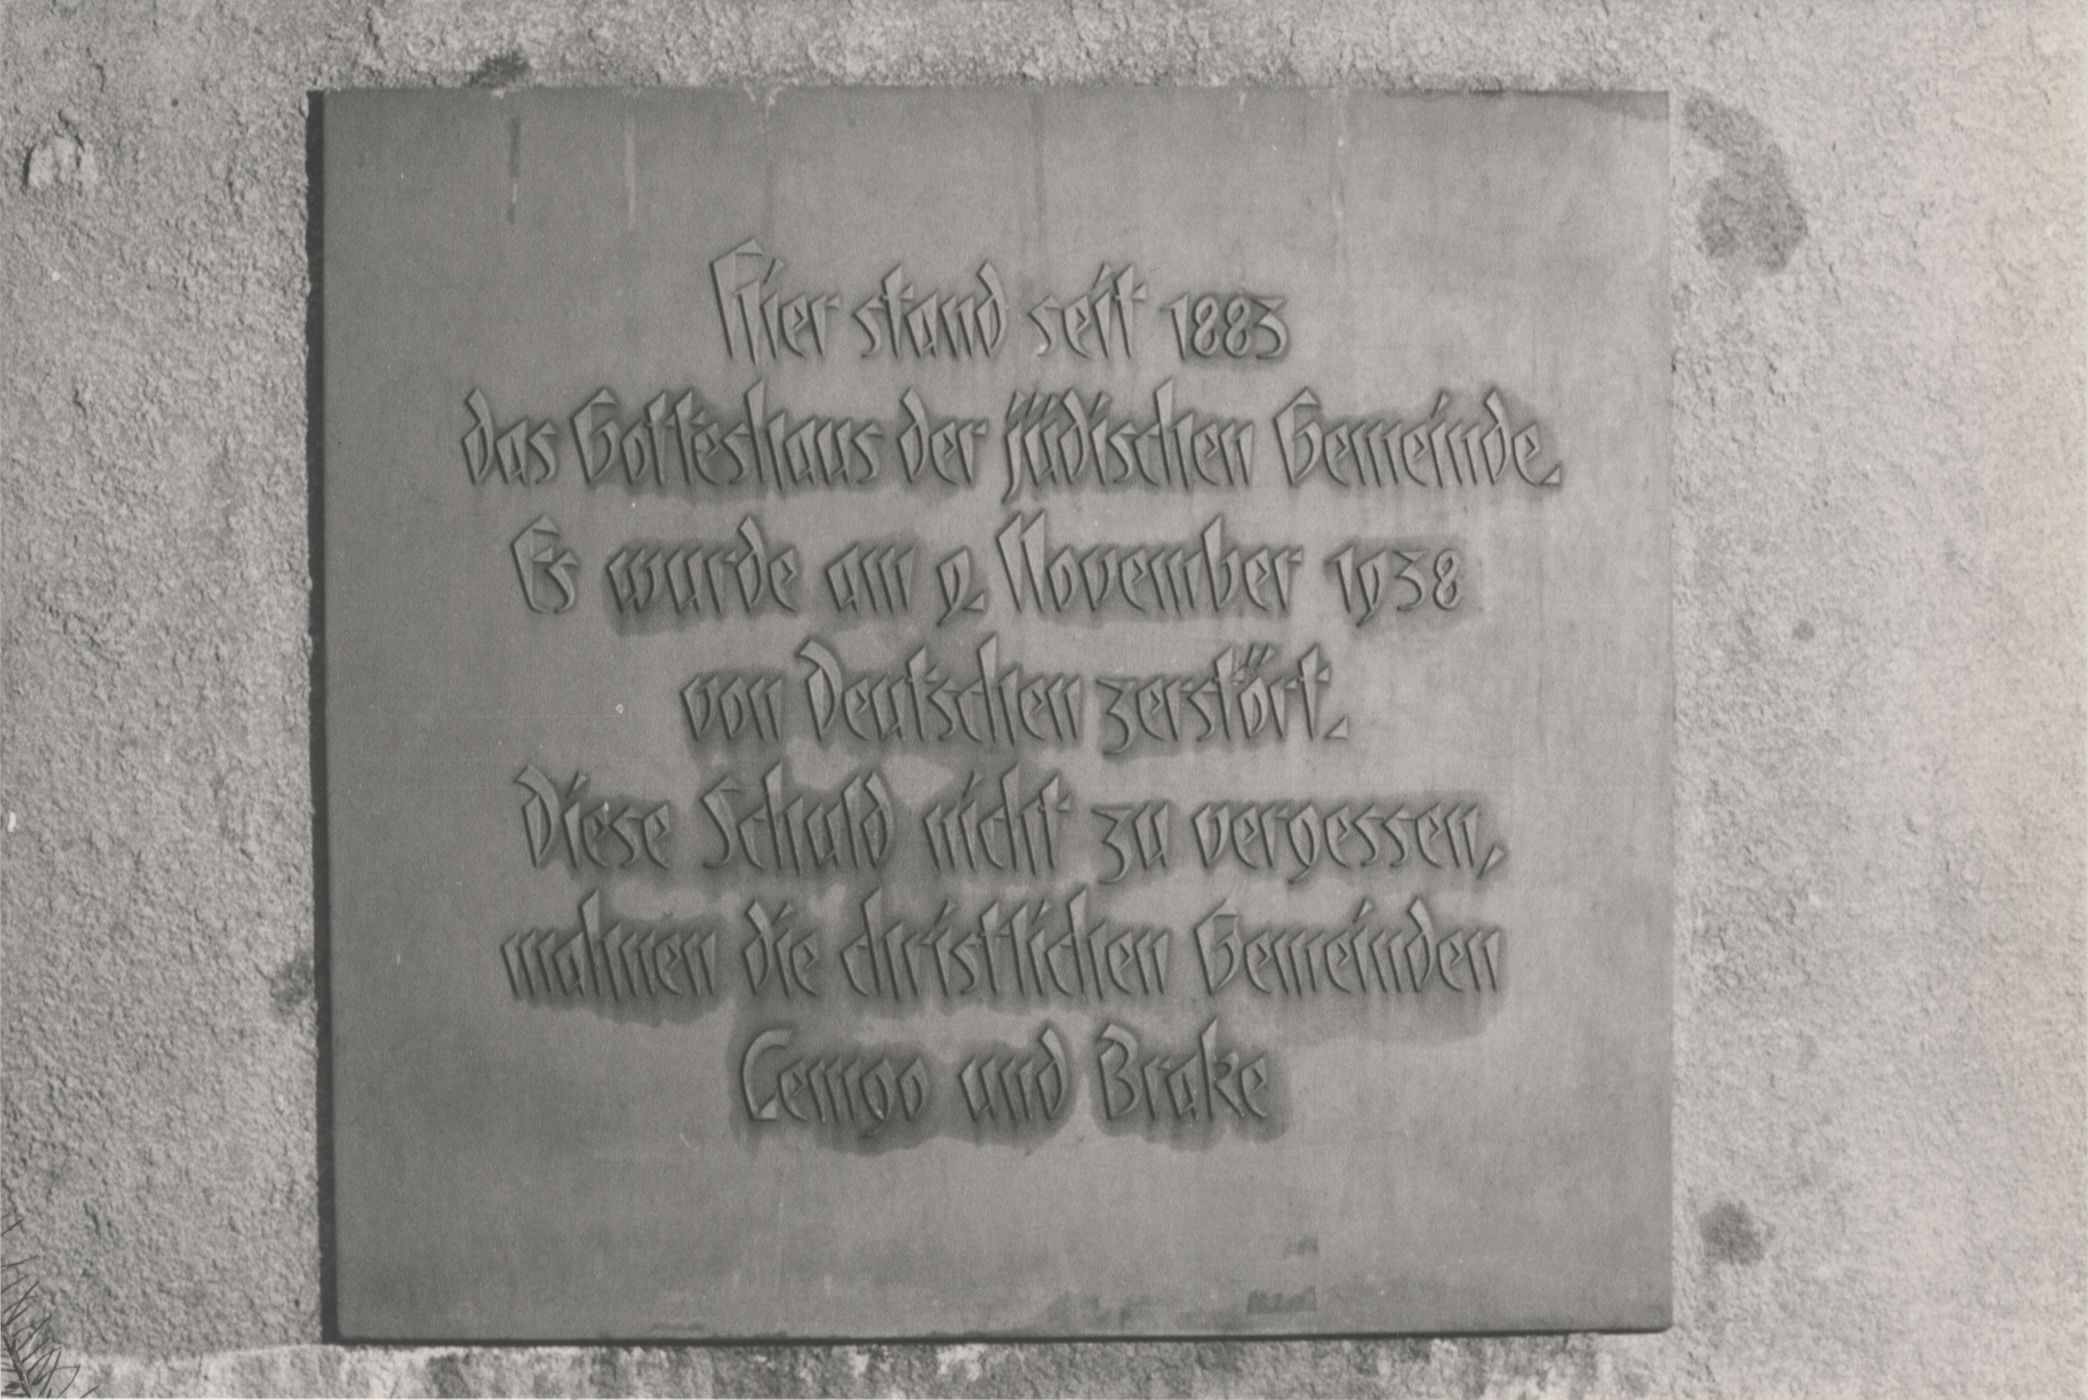 Hier stand seit 1883
das Gotteshaus der jüdischen Gemeinde.
Es wurde am 9. November 1938
von Deutschen zerstört.
Diese Schuld nicht zu vergessen,
mahnen die christlichen Gemeinden
Lemgo und Brake